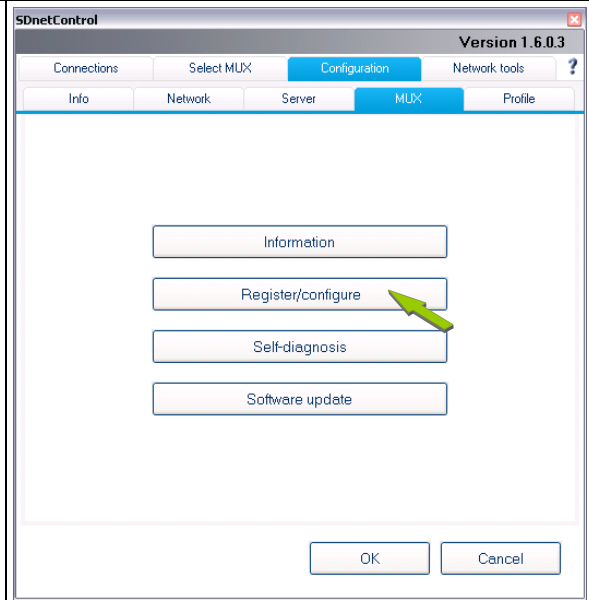 SDnetControl
Version 1.6.0.3
Connections Select MUX Configuration Network tools ?
Info Network Server MUX Profile
Information
Register/configure
Self-diagnosis
Software update
OK Cancel